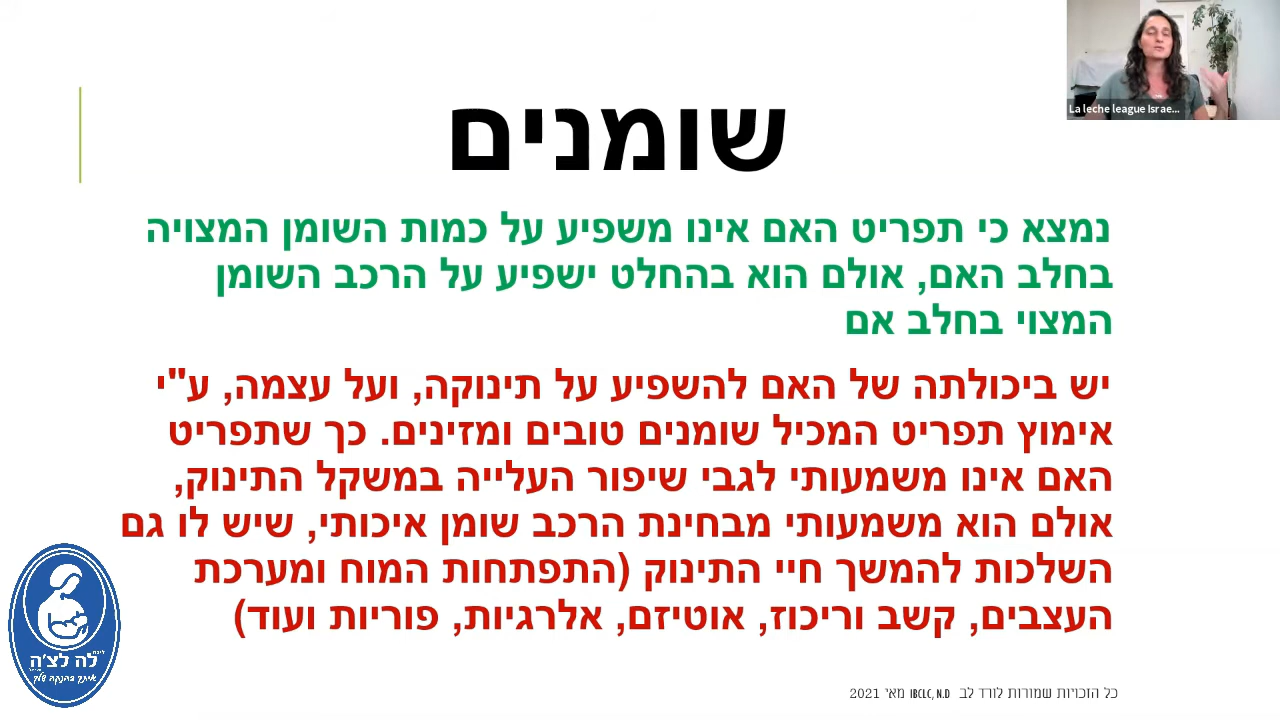 La leche league Israe...
שומנים
נמצא כי תפריט האם אינו משפיע על כמות השומן המצויה
בחלב האם, אולם הוא בהחלט ישפיע על הרכב השומן
המצוי בחלב אם
יש ביכולתה של האם להשפיע על תינוקה, ועל עצמה, ע"י
אימוץ תפריט המכיל שומנים טובים ומזינים. כך שתפריט
האם אינו משמעותי לגבי שיפור העלייה במשקל התינוק,
אולם הוא משמעותי מבחינת הרכב שומן איכותי, שיש לו גם
השלכות להמשך חיי התינוק (התפתחות המוח ומערכת
העצבים, קשב וריכוז, אוטיזם, אלרגיות, פוריות ועוד)
לה לצ'ה
איתך בהנקה שלך
כל הזכויות שמורות לורד לב IBCLC, N.D מאי 2021